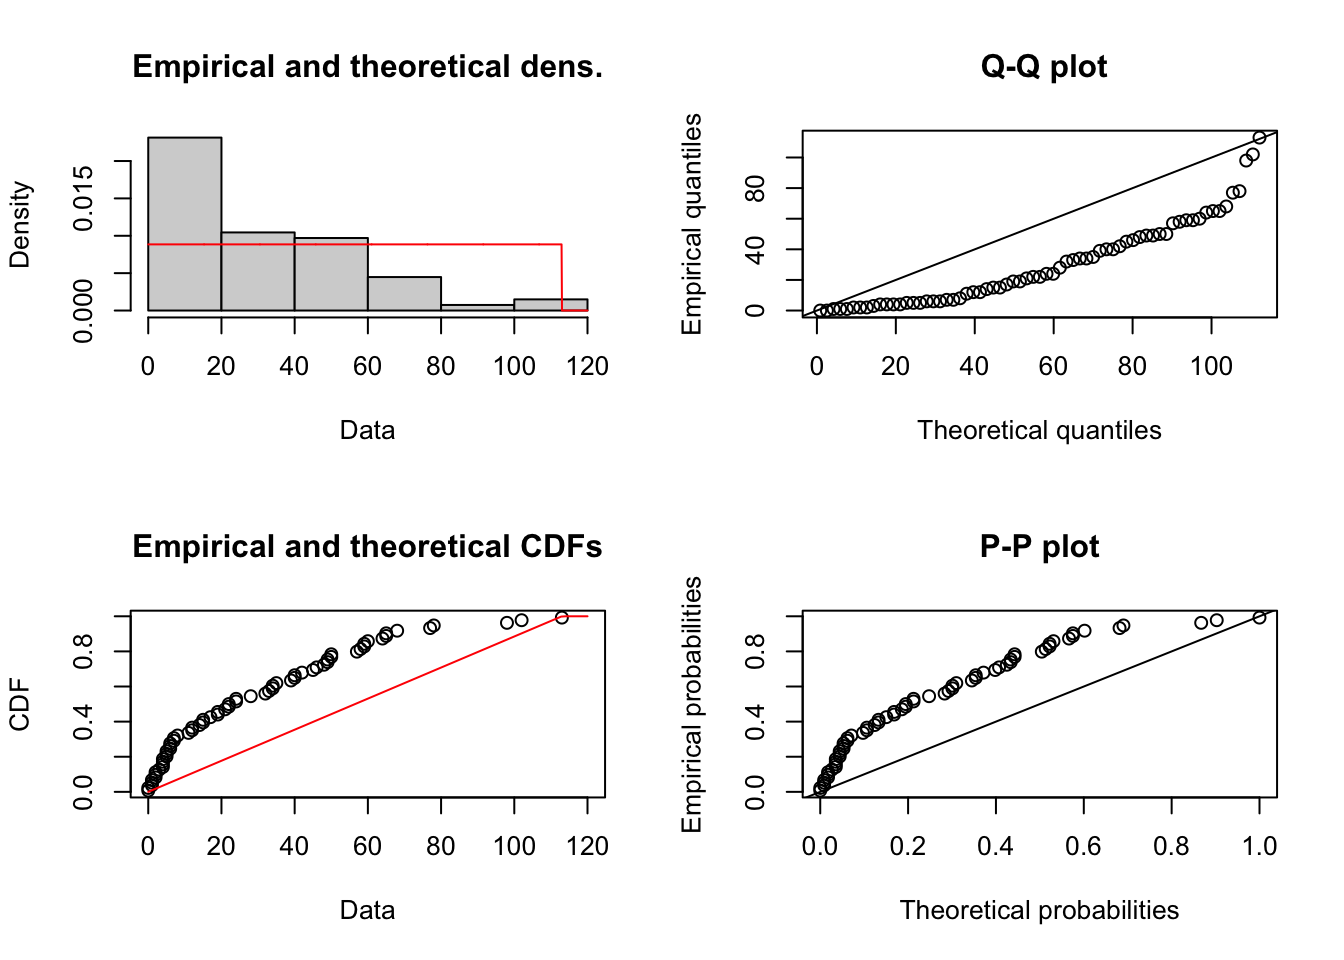 Empirical and theoretical dens.
Density
0.000 0.015
0 20 40 60 80 100 120
Data
Q-Q plot
Empirical quantiles
0 40 80
0 20 40 60 80 100
Theoretical quantiles
Empirical and theoretical CDFs
CDF
0.0 0.4 0.8
0 20 40 60 80 100 120
Data
P-P plot
Empirical probabilities
0.0 0.4 0.8
0.0 0.2 0.4 0.6 0.8 1.0
Theoretical probabilities